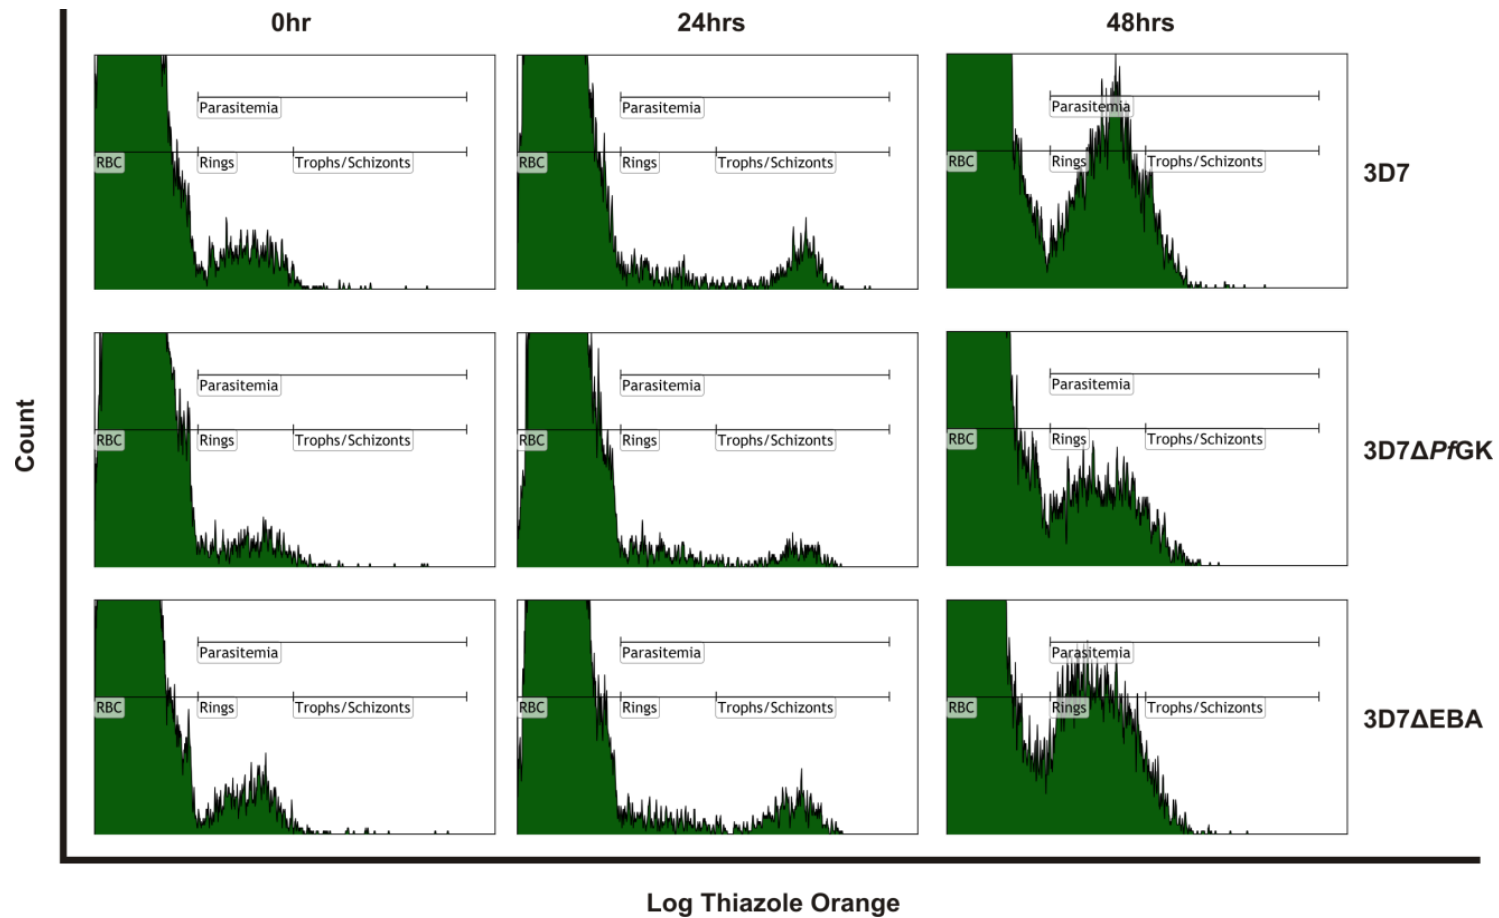 0hr 24hrs 48hrs
Parasitemia Parasitemia Parasitemia
RBC Rings Trophs/Schizonts RBC Rings Trophs/Schizonts RBC Rings Trophs/Schizonts
3D7
Parasitemia Parasitemia Parasitemia
RBC Rings Trophs/Schizonts RBC Rings Trophs/Schizonts RBC Rings Trophs/Schizonts
3D7ΔPfGK
Count
Parasitemia Parasitemia Parasitemia
RBC Rings Trophs/Schizonts RBC Rings Trophs/Schizonts RBC Rings Trophs/Schizonts
3D7ΔEBA
Log Thiazole Orange